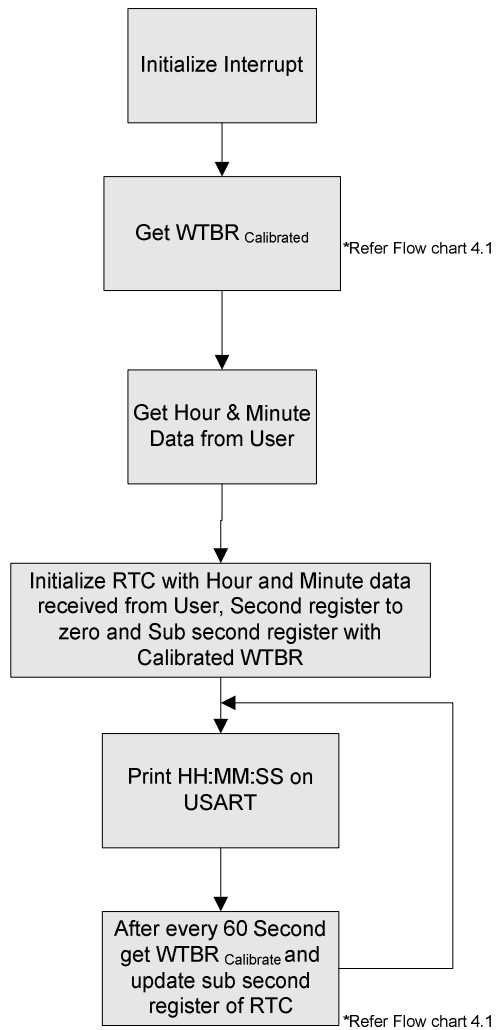 Initialize Interrupt
Get WTBR Calibrated
*Refer Flow chart 4.1
Get Hour & Minute
Data from User
Initialize RTC with Hour and Minute data
received from User, Second register to
zero and Sub second register with
Calibrated WTBR
Print HH:MM:SS on
USART
After every 60 Second
get WTBR Calibrate and
update sub second
register of RTC
*Refer Flow chart 4.1